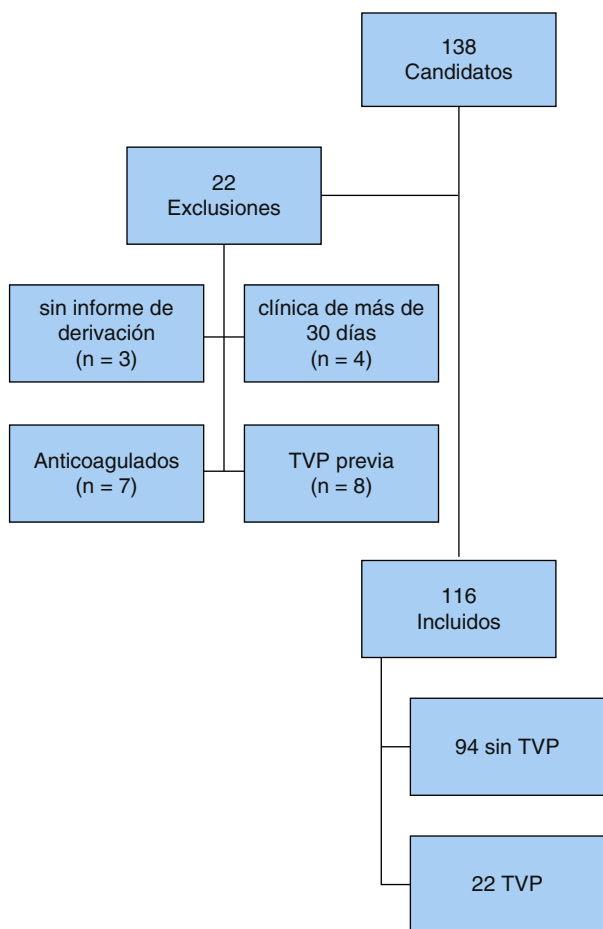 138
Candidatos
22
Exclusiones
sin informe de
derivación
(n = 3)
clínica de más de
30 días
(n = 4)
Anticoagulados
(n = 7)
TVP previa
(n = 8)
116
Incluidos
94 sin TVP
22 TVP